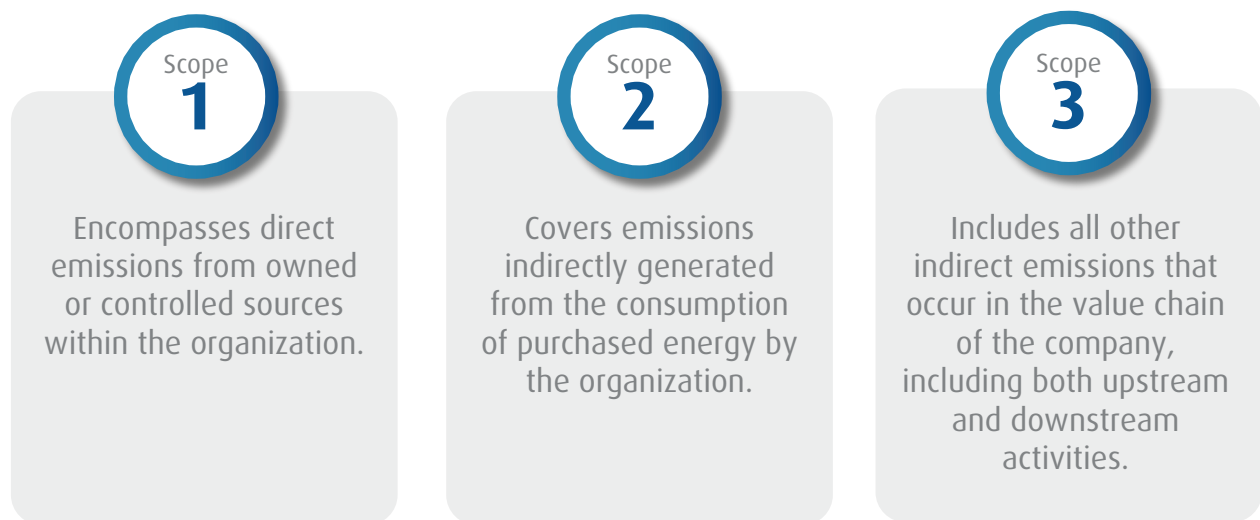 Scope
1
Encompasses direct
emissions from owned
or controlled sources
within the organization.
Scope
2
Covers emissions
indirectly generated
from the consumption
of purchased energy by
the organization.
Scope
3
Includes all other
indirect emissions that
occur in the value chain
of the company,
including both upstream
and downstream
activities.